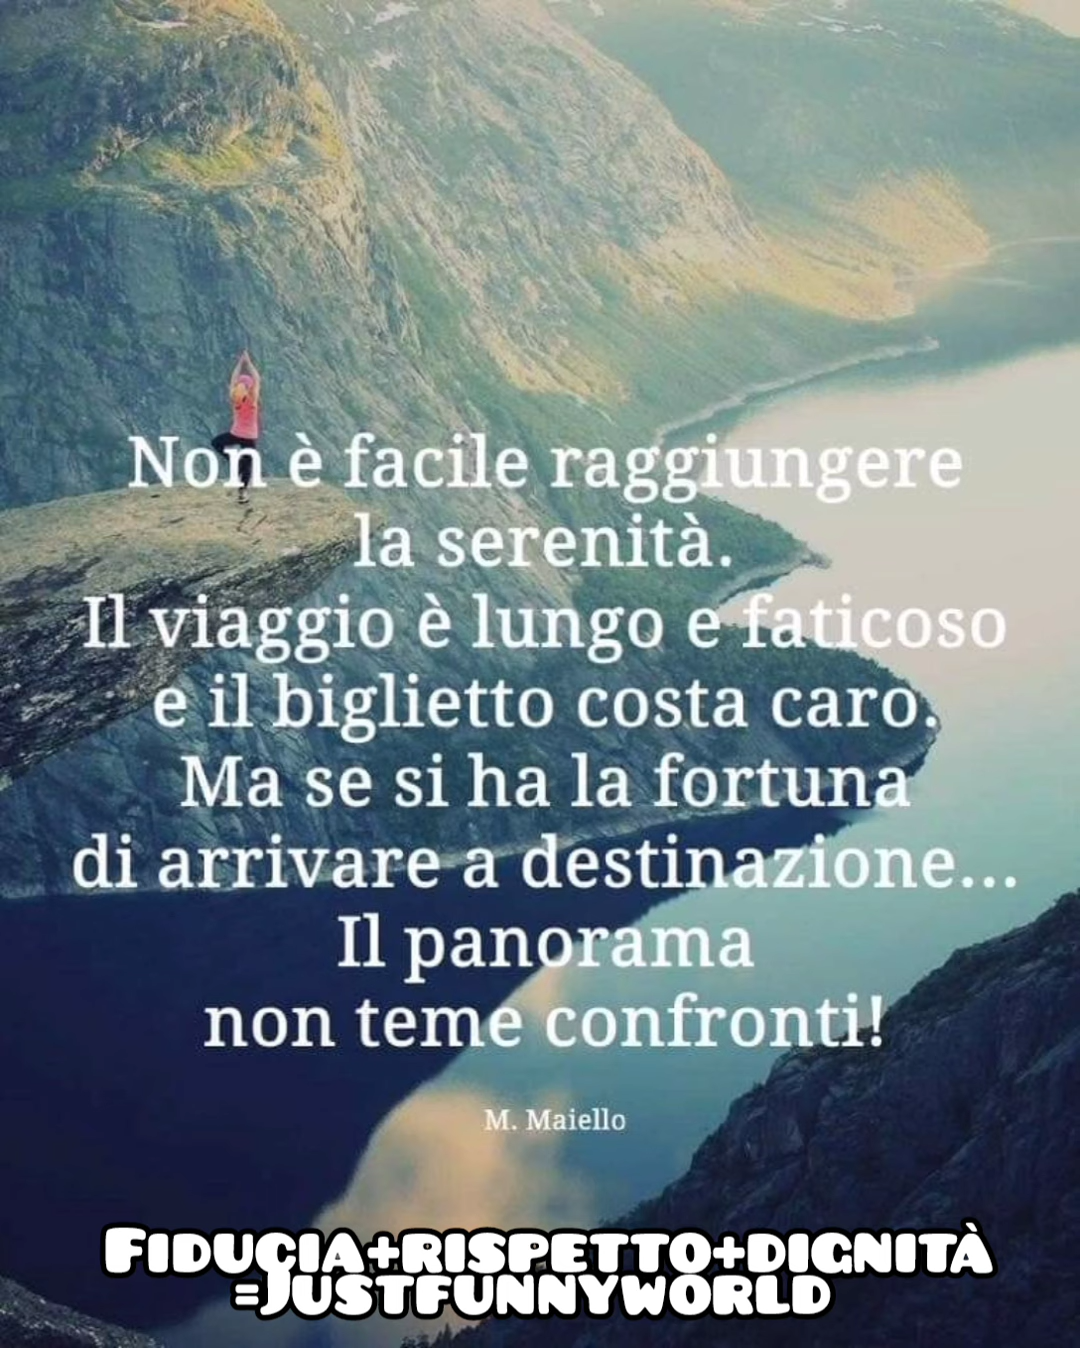 Non è facile raggiungere
la serenità.
Il viaggio è lungo e faticoso
e il biglietto costa caro.
Ma se si ha la fortuna
di arrivare a destinazione...
Il panorama
non teme confronti!
M. Maiello
FIDUCIA+RISPETTO+DIGNITÀ
=JUSTFUNNYWORLD